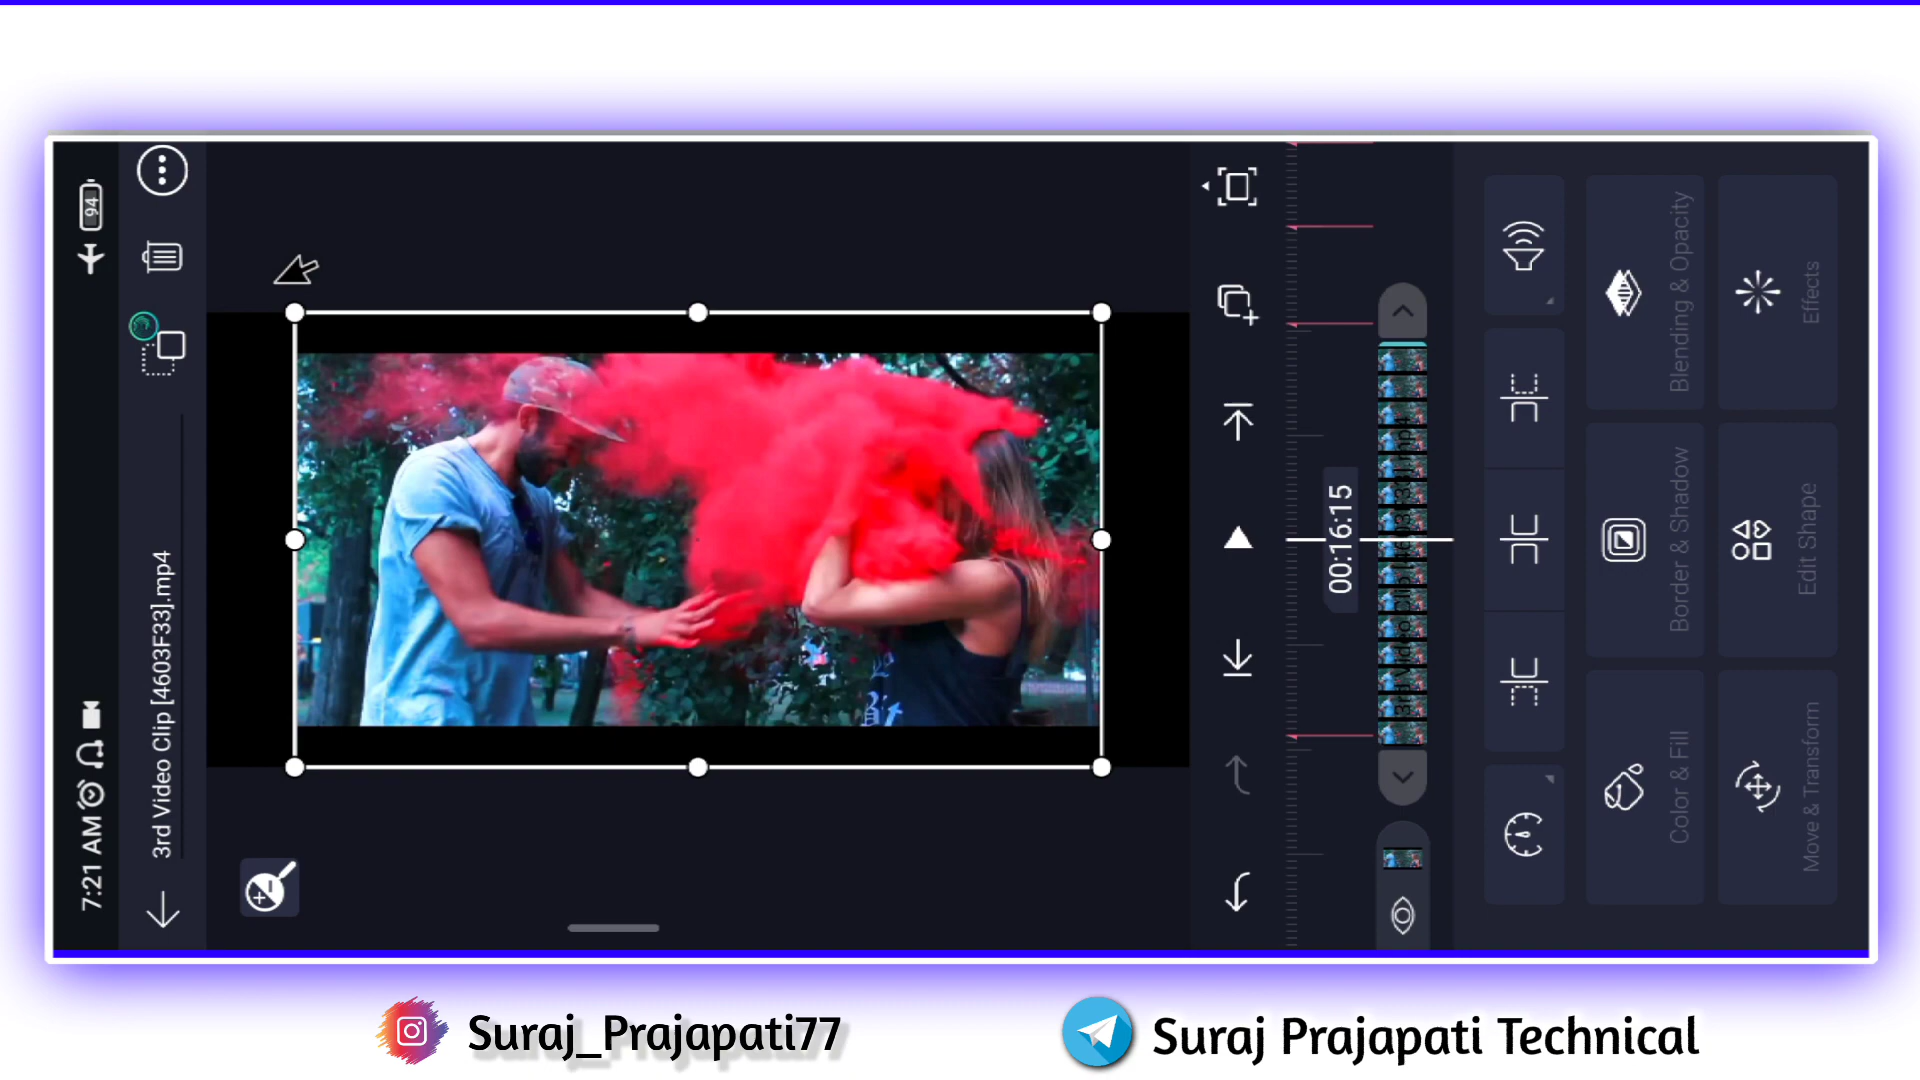 7:21 AM
94
3rd Video Clip [4603F33].mp4
00:16:15
Blending & Opacity
Effects
Border & Shadow
Edit Shape
Color & Fill
Move & Transform
Suraj_Prajapati77
Suraj Prajapati Technical